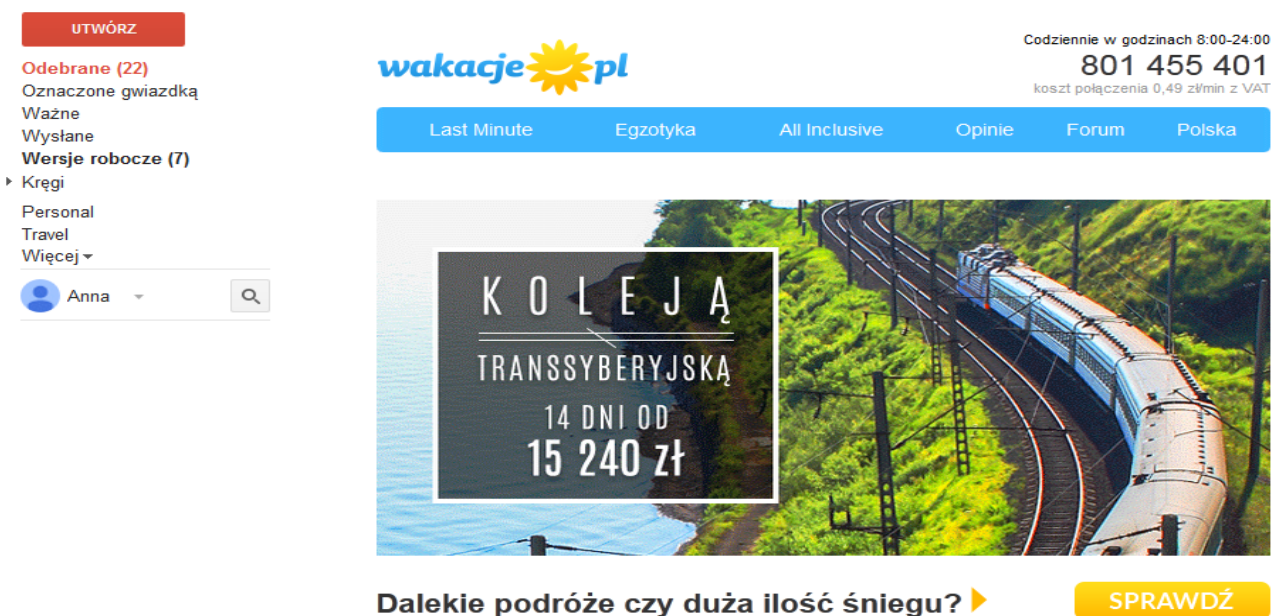 UTWÓRZ
Odebrane (22)
Oznaczone gwiazdką
Ważne
Wysłane
Wersje robocze (7)
Kręgi
Personal
Travel
Więcej
Anna
wakacje pl
Codziennie w godzinach 8:00-24:00
801 455 401
koszt połączenia 0,49 zł/min z VAT
Last Minute Egzotyka All Inclusive Opinie Forum Polska
KOLEJĄ
TRANSSYBERYJSKĄ
14 DNI OD
15 240 zł
Dalekie podróże czy duża ilość śniegu?
SPRAWDŹ